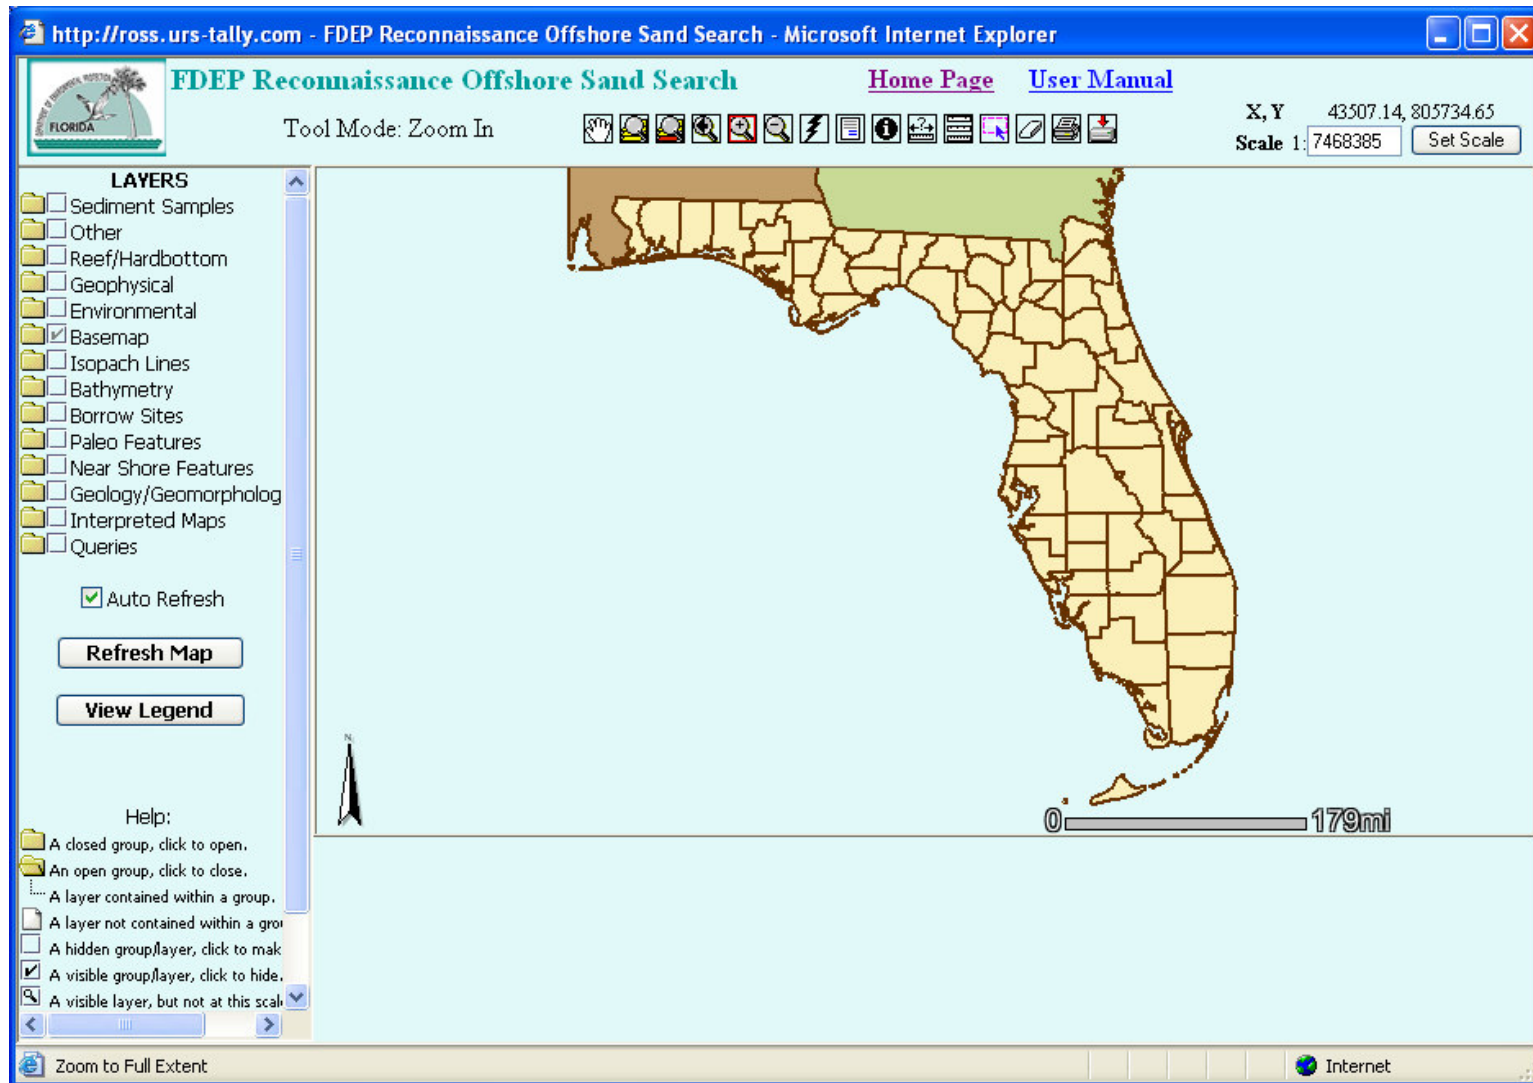 http://ross.urs-tally.com - FDEP Reconnaissance Offshore Sand Search - Microsoft Internet Explorer
FDEP Reconnaissance Offshore Sand Search
Home Page
User Manual
FLORIDA
Tool Mode: Zoom In
X, Y 43507.14, 805734.65
Scale 1: 7468385 Set Scale
LAYERS
Sediment Samples
Other
Reef/Hardbottom
Geophysical
Environmental
Basemap
Isopach Lines
Bathymetry
Borrow Sites
Paleo Features
Near Shore Features
Geology/Geomorpholog
Interpreted Maps
Queries
Auto Refresh
Refresh Map
View Legend
Help:
A closed group, click to open.
An open group, click to close.
A layer contained within a group.
A layer not contained within a grou
A hidden group/layer, click to mak
A visible group/layer, click to hide.
A visible layer, but not at this scal
N
0 179mi
Zoom to Full Extent
Internet